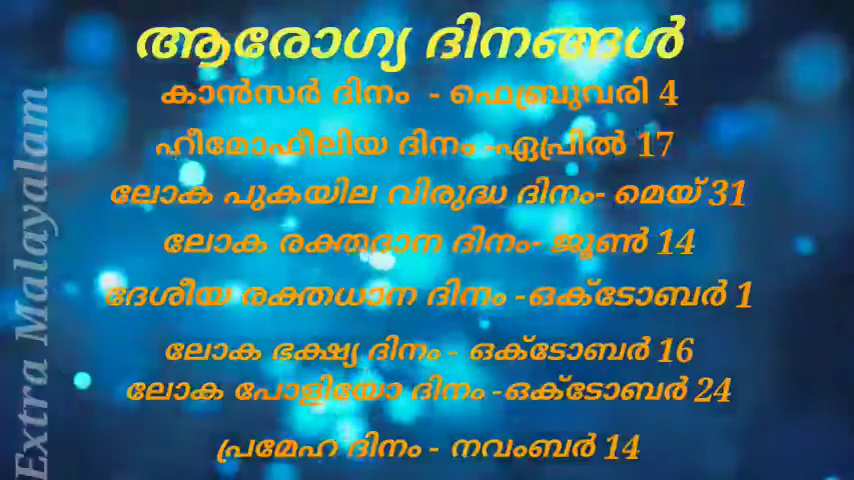 ആരോഗ്യ ദിനങ്ങൾ
കാൻസർ ദിനം - ഫെബ്രുവരി 4
ഹീമോഫീലിയ ദിനം -ഏപ്രിൽ 17
ലോക പുകയില വിരുദ്ധ ദിനം- മെയ് 31
ലോക രക്തദാന ദിനം- ജൂൺ 14
ദേശീയ രക്തധാന ദിനം -ഒക്ടോബർ 1
ലോക ഭക്ഷ്യ ദിനം - ഒക്ടോബർ 16
ലോക പോളിയോ ദിനം -ഒക്ടോബർ 24
പ്രമേഹ ദിനം - നവംബർ 14
Extra Malayalam